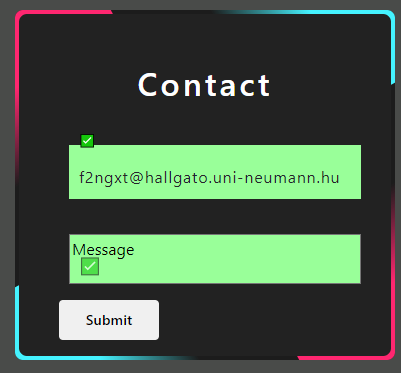 Contact
f2ngxt@hallgato.uni-neumann.hu
Message
Submit